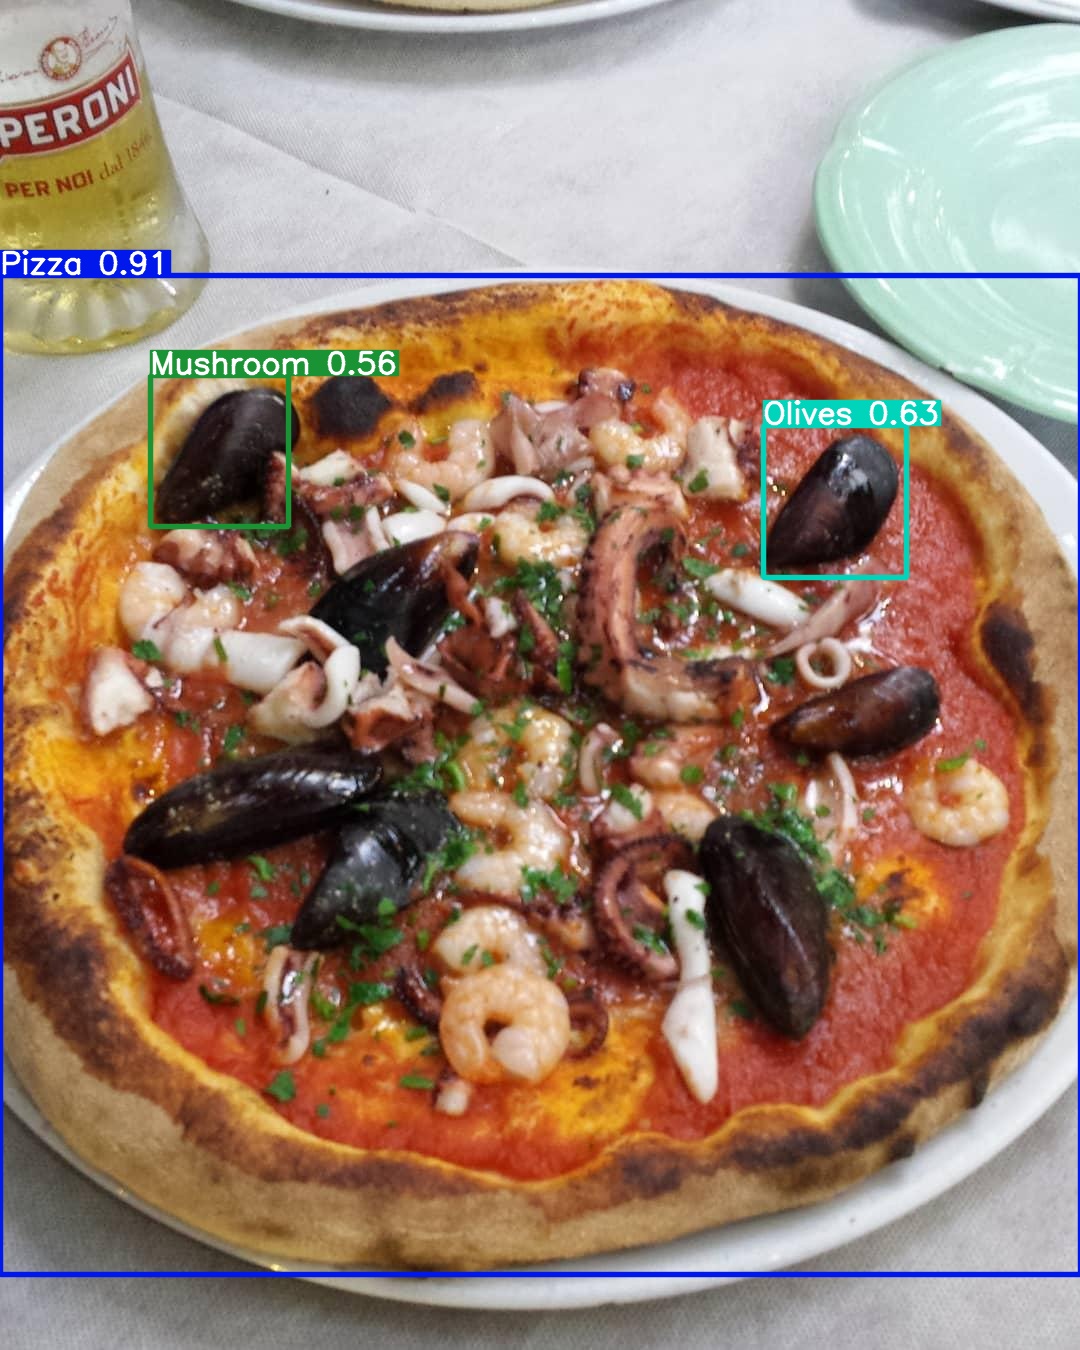 PERONI
PER NOI dal 1846
Pizza 0.91
Mushroom 0.56
Olives 0.63